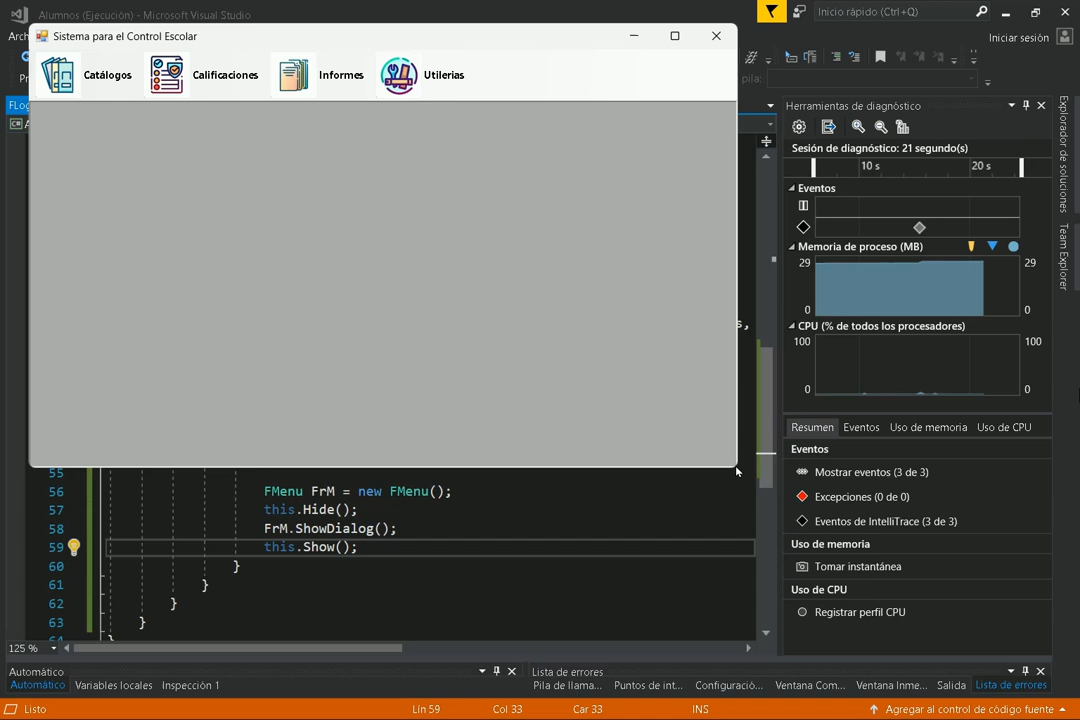 Alumnos (Ejecución) - Microsoft Visual Studio
Inicio rápido (Ctrl+Q)
Iniciar sesión
Sistema para el Control Escolar
Catálogos
Calificaciones
Informes
Utilerias
pila:
Herramientas de diagnóstico
Sesión de diagnóstico: 21 segundo(s)
10 s
20 s
Eventos
Memoria de proceso (MB)
29
29
0
0
CPU (% de todos los procesadores)
100
100
0
0
Resumen
Eventos
Uso de memoria
Uso de CPU
Eventos
Mostrar eventos (3 de 3)
Excepciones (0 de 0)
Eventos de IntelliTrace (3 de 3)
Uso de memoria
Tomar instantánea
Uso de CPU
Registrar perfil CPU
Explorador de soluciones
Team Explorer
55
56 FMenu FrM = new FMenu();
57 this.Hide();
58 FrM.ShowDialog();
59 this.Show();
60 }
61 }
62 }
63 }
125 %
Automático
Automático
Variables locales
Inspección 1
Lista de errores
Pila de llama...
Puntos de int...
Configuració...
Ventana Com...
Ventana Inme...
Salida
Lista de errores
Listo
Lín 59
Col 33
Car 33
INS
Agregar al control de código fuente